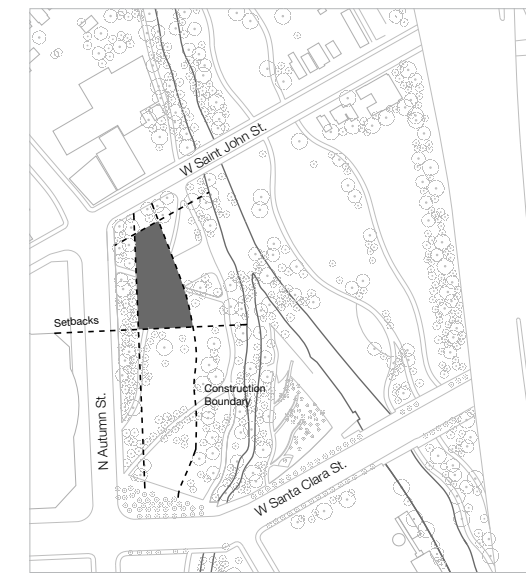 W Saint John St.
Setbacks
Construction
Boundary
N Autumn St.
W Santa Clara St.